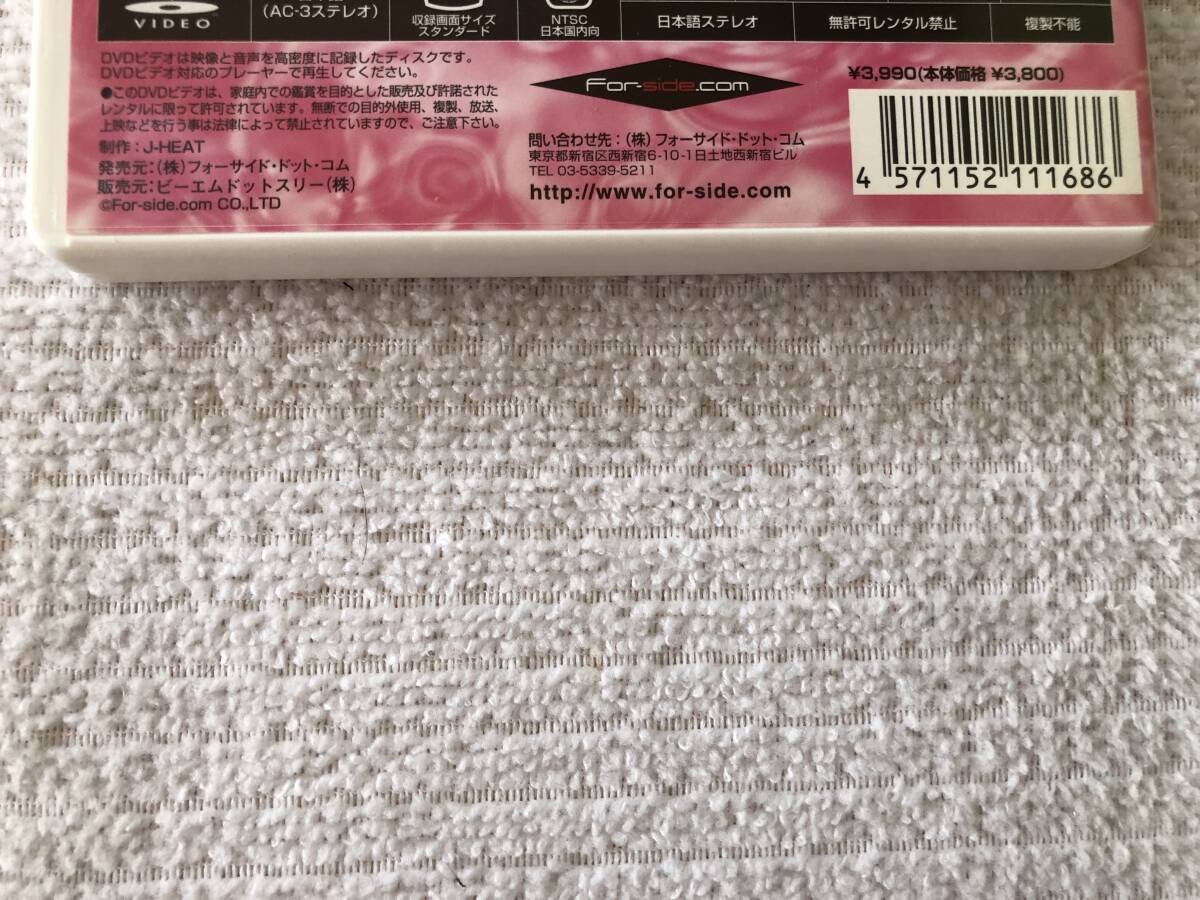 VIDEO
(AC-3ステレオ)
収録画面サイズ
スタンダード
NTSC
日本国内向
日本語ステレオ
無許可レンタル禁止
複製不能
DVDビデオは映像と音声を高密度に記録したディスクです。
DVDビデオ対応のプレーヤーで再生してください。
●このDVDビデオは、家庭内での鑑賞を目的とした販売及び許諾された
レンタルに限って許可されています。無断での目的外使用、複製、放送、
上映などを行う事は法律によって禁止されていますので、ご注意下さい。
制作：J-HEAT
発売元：(株)フォーサイド・ドット・コム
販売元：ビーエムドットスリー(株)
©For-side.com CO.,LTD
For-side.com
問い合わせ先：(株)フォーサイド・ドット・コム
東京都新宿区西新宿6-10-1日土地西新宿ビル
TEL 03-5339-5211
http://www.for-side.com
¥3,990(本体価格 ¥3,800)
4 571152 111686